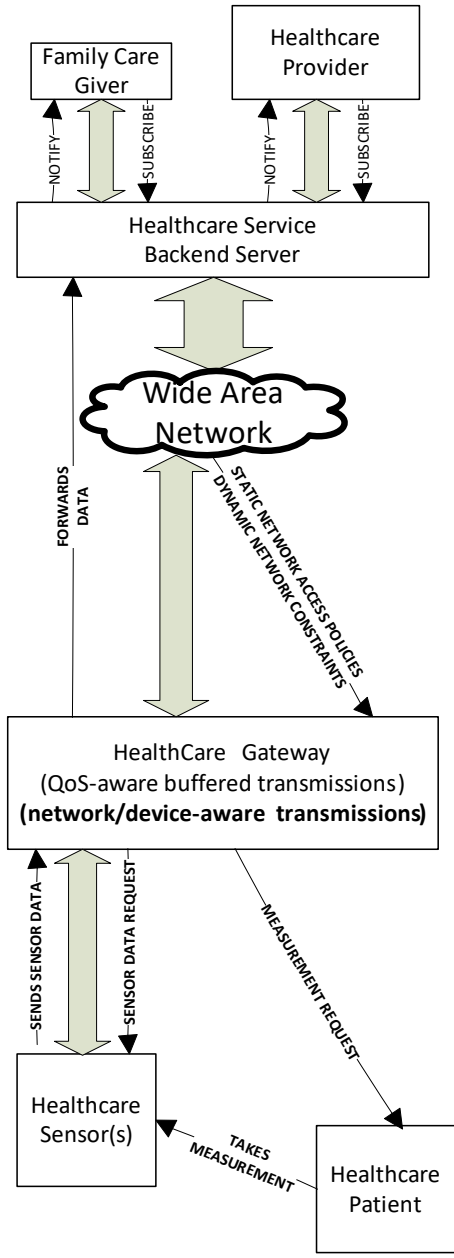 Family Care
Giver
Healthcare
Provider
NOTIFY
SUBSCRIBE
NOTIFY
SUBSCRIBE
Healthcare Service
Backend Server
Wide Area
Network
FORWARDS
DATA
STATIC NETWORK ACCESS POLICIES
DYNAMIC NETWORK CONSTRAINTS
HealthCare Gateway
(QoS-aware buffered transmissions)
(network/device-aware transmissions)
SENDS SENSOR DATA
SENSOR DATA REQUEST
MEASUREMENT REQUEST
Healthcare
Sensor(s)
TAKES
MEASUREMENT
Healthcare
Patient